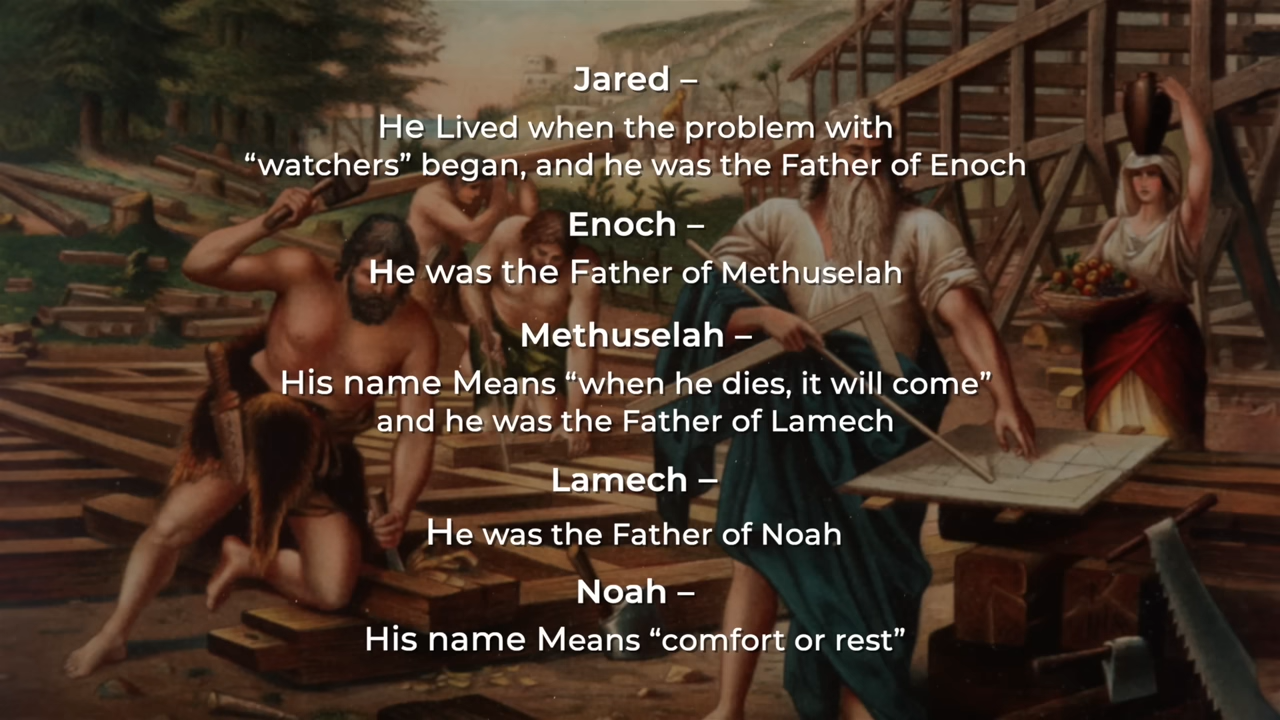 Jared –
He Lived when the problem with
“watchers” began, and he was the Father of Enoch
Enoch –
He was the Father of Methuselah
Methuselah –
His name Means “when he dies, it will come”
and he was the Father of Lamech
Lamech –
He was the Father of Noah
Noah –
His name Means “comfort or rest”